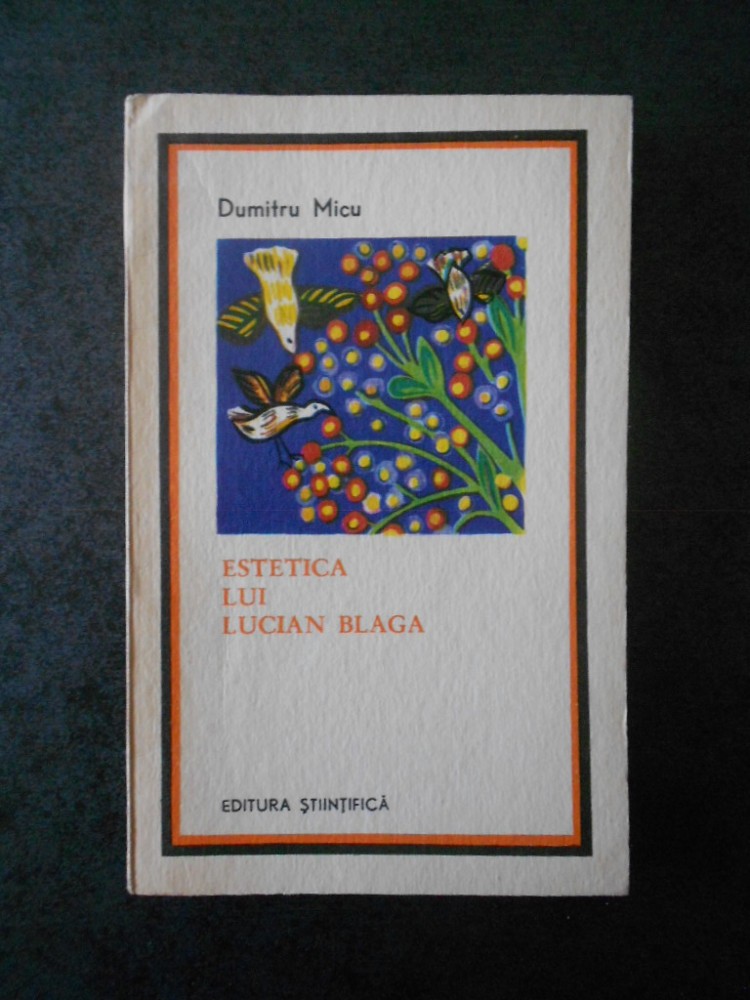 Dumitru Micu
ESTETICA
LUI
LUCIAN BLAGA
EDITURA ŞTIINŢIFICĂ